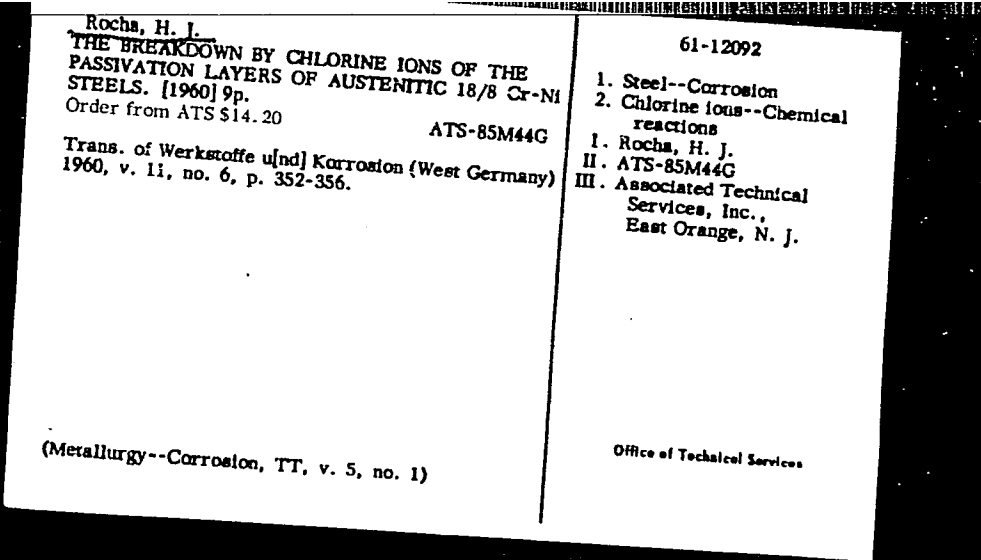 Rocha, H. J.
THE BREAKDOWN BY CHLORINE IONS OF THE
PASSIVATION LAYERS OF AUSTENITIC 18/8 Cr-Ni
STEELS. [1960] 9p.
Order from ATS $14.20
ATS-85M44G
Trans. of Werkstoffe u[nd] Korrosion (West Germany)
1960, v. 11, no. 6, p. 352-356.
(Metallurgy--Corrosion, TT, v. 5, no. 1)
61-12092
1. Steel--Corrosion
2. Chlorine ions--Chemical
reactions
I. Rocha, H. J.
II. ATS-85M44G
III. Associated Technical
Services, Inc.,
East Orange, N. J.
Office of Technical Services